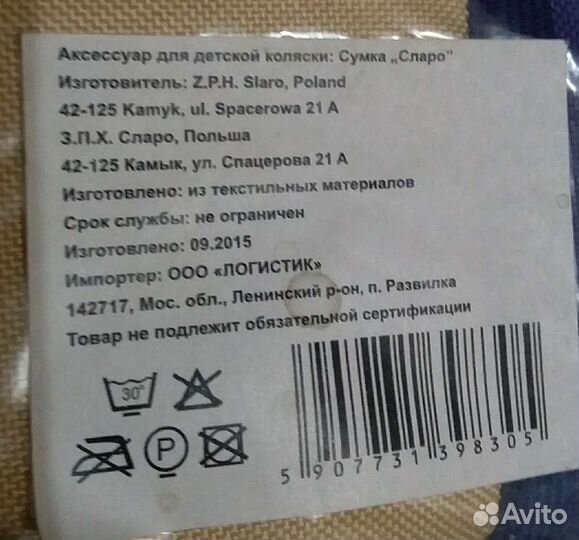 Аксессуар для детской коляски: Сумка „Сларо"
Изготовитель: Z.P.H. Slaro, Poland
42-125 Kamyk, ul. Spacerowa 21 A
З.П.Х. Сларо, Польша
42-125 Камык, ул. Спацерова 21 А
Изготовлено: из текстильных материалов
Срок службы: не ограничен
Изготовлено: 09.2015
Импортер: ООО «ЛОГИСТИК»
142717, Мос. обл., Ленинский р-он, п. Развилка
Товар не подлежит обязательной сертификации
30°
P
5 907731 398305
Avito